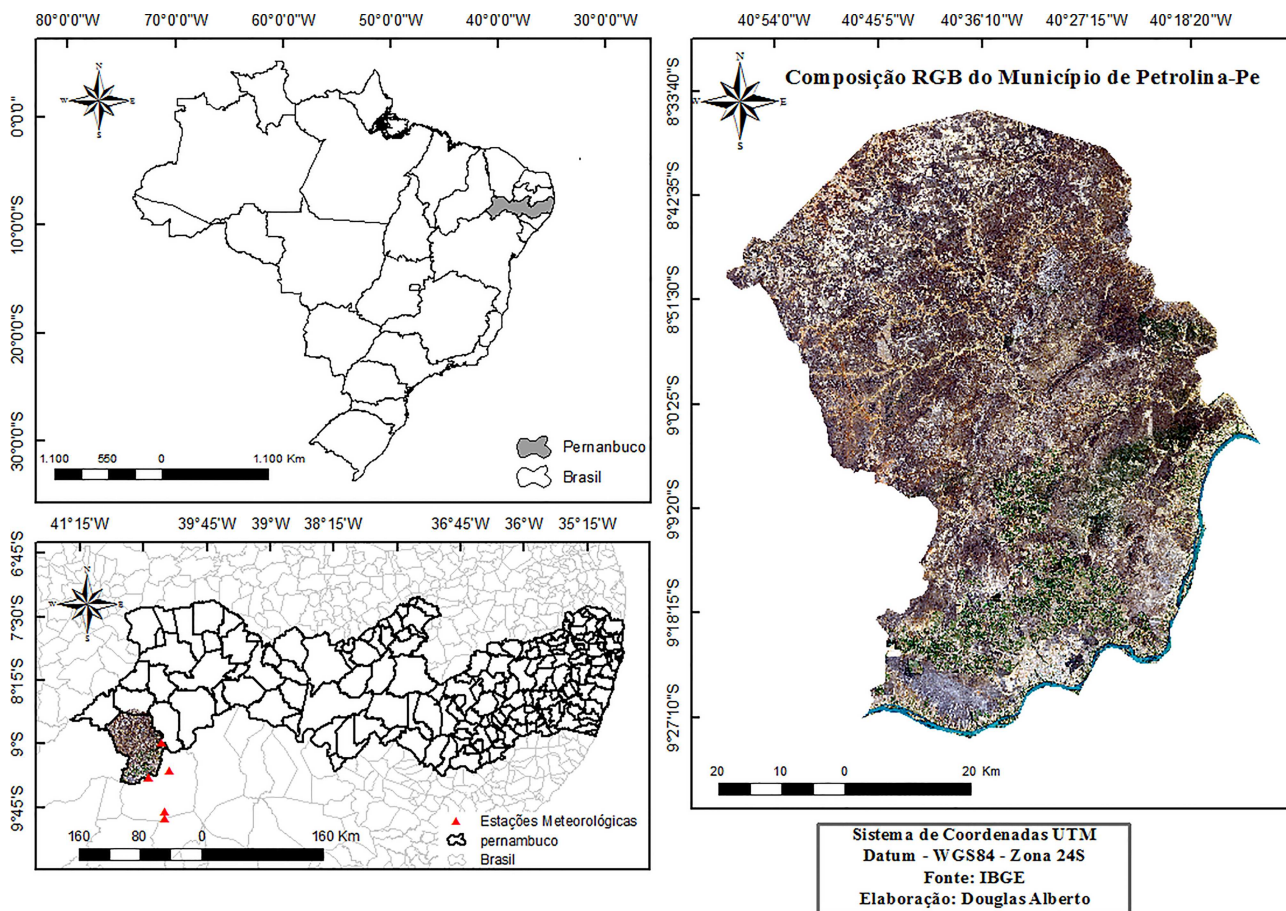 80°0'0"W 70°0'0"W 60°0'0"W 50°0'0"W 40°0'0"W 30°0'0"W
N
W E
S
0°0'0"
10°0'0"S
20°0'0"S
30°0'0"S
Pernambuco
Brasil
1.100 550 0 1.100 Km
41°15'W 39°45'W 39°W 38°15'W 36°45'W 36°W 35°15'W
N
W E
S
6°45'S
7°30'S
8°15'S
9°S
9°45'S
160 80 0 160 Km
Estações Meteorológicas
pernambuco
Brasil
40°54'0"W 40°45'5"W 40°36'10"W 40°27'15"W 40°18'20"W
Composição RGB do Município de Petrolina-Pe
N
W E
S
8°33'40"S
8°42'35"S
8°51'30"S
9°0'25"S
9°9'20"S
9°18'15"S
9°27'10"S
20 10 0 20 Km
Sistema de Coordenadas UTM
Datum - WGS84 - Zona 24S
Fonte: IBGE
Elaboração: Douglas Alberto